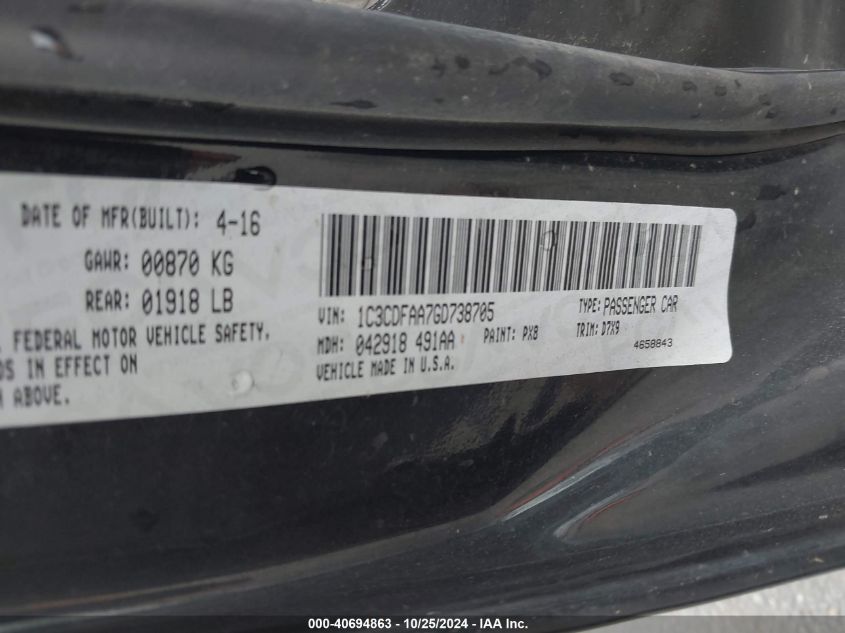 DATE OF MFR(BUILT): 4-16
GAWR: 00870 KG
REAR: 01918 LB
FEDERAL MOTOR VEHICLE SAFETY,
IN EFFECT ON
ABOVE.
VIN: 1C3CDFAA7GD738705
TYPE: PASSENGER CAR
MDH: 042918 491AA
PAINT: PX8
TRIM: D7X9
VEHICLE MADE IN U.S.A.
4658843
000-40694863 - 10/25/2024 - IAA Inc.